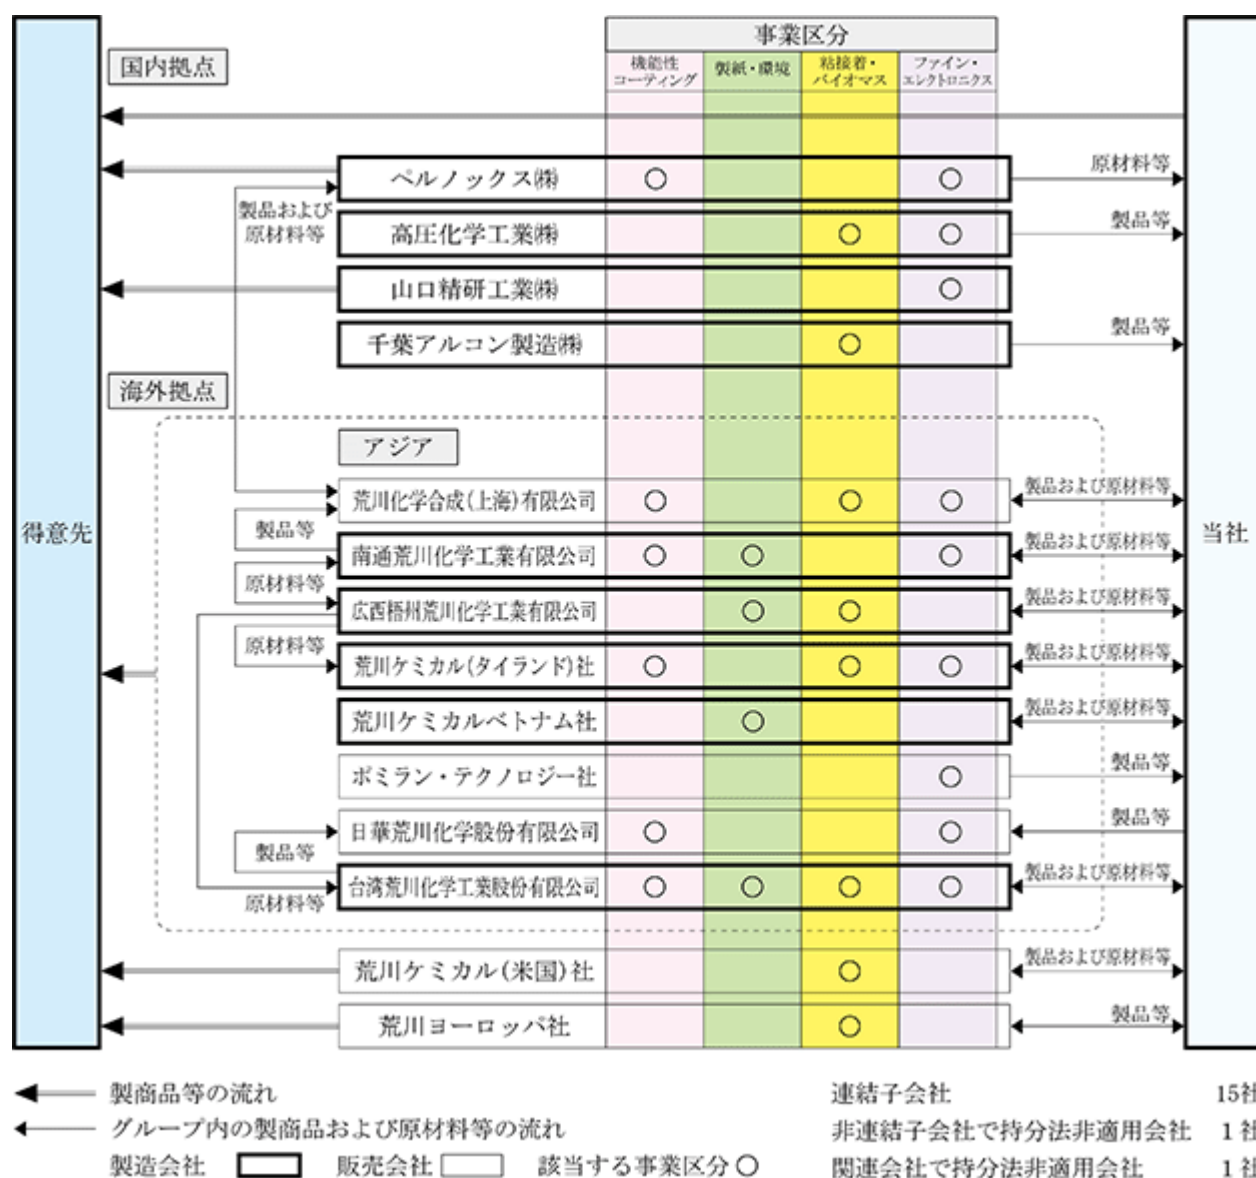 事業区分
機能性
コーティング
製紙・環境
粘接着・
バイオマス
ファイン・
エレクトロニクス
国内拠点
ペルノックス㈱
原材料等
製品および
原材料等
高圧化学工業㈱
製品等
山口精研工業㈱
千葉アルコン製造㈱
製品等
海外拠点
アジア
荒川化学合成(上海)有限公司
製品および原材料等
製品等
得意先
当社
南通荒川化学工業有限公司
製品および原材料等
原材料等
広西梧州荒川化学工業有限公司
製品および原材料等
原材料等
荒川ケミカル(タイランド)社
製品および原材料等
荒川ケミカルベトナム社
製品および原材料等
ポミラン・テクノロジー社
製品等
日華荒川化学股份有限公司
製品等
製品等
台湾荒川化学工業股份有限公司
製品および原材料等
原材料等
荒川ケミカル(米国)社
製品および原材料等
荒川ヨーロッパ社
製品等
製商品等の流れ
グループ内の製商品および原材料等の流れ
製造会社 販売会社 該当する事業区分○
連結子会社 15社
非連結子会社で持分法非適用会社 1社
関連会社で持分法非適用会社 1社